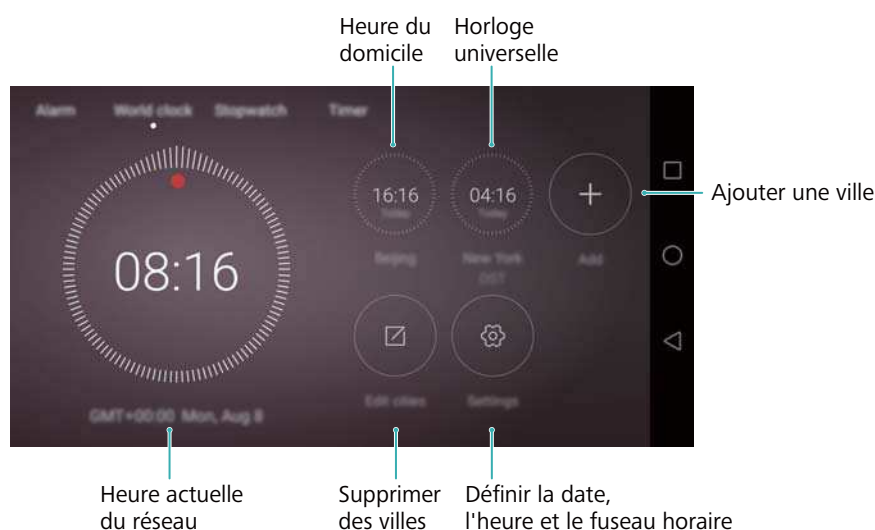 Heure du
domicile
Horloge
universelle
Alarm World clock Stopwatch Timer
16:16
Today
04:16
Today
Ajouter une ville
Beijing
New York
DST
Add
08:16
Edit cities
Settings
GMT+00:00 Mon, Aug 8
Heure actuelle
du réseau
Supprimer
des villes
Définir la date,
l'heure et le fuseau horaire